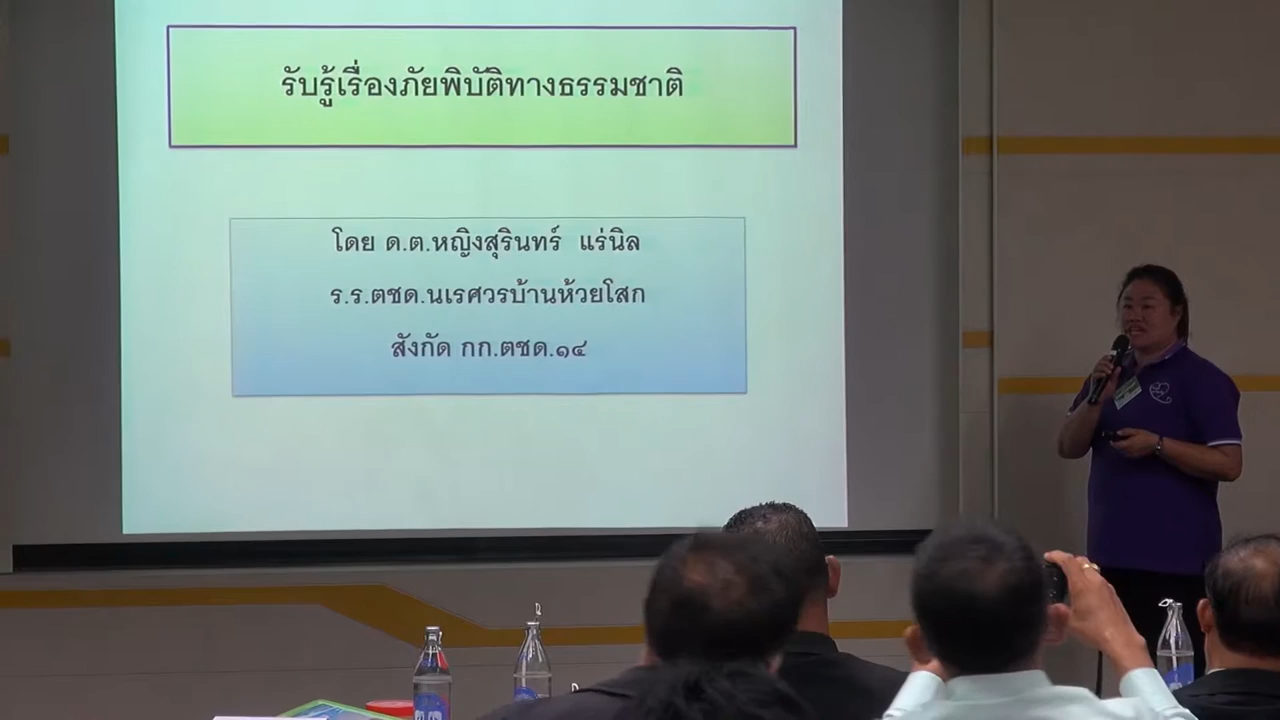 รับรู้เรื่องภัยพิบัติทางธรรมชาติ
โดย ด.ต.หญิงสุรินทร์ แร่นิล
ร.ร.ตชด.นเรศวรบ้านห้วยโสก
สังกัด กก.ตชด.๑๔